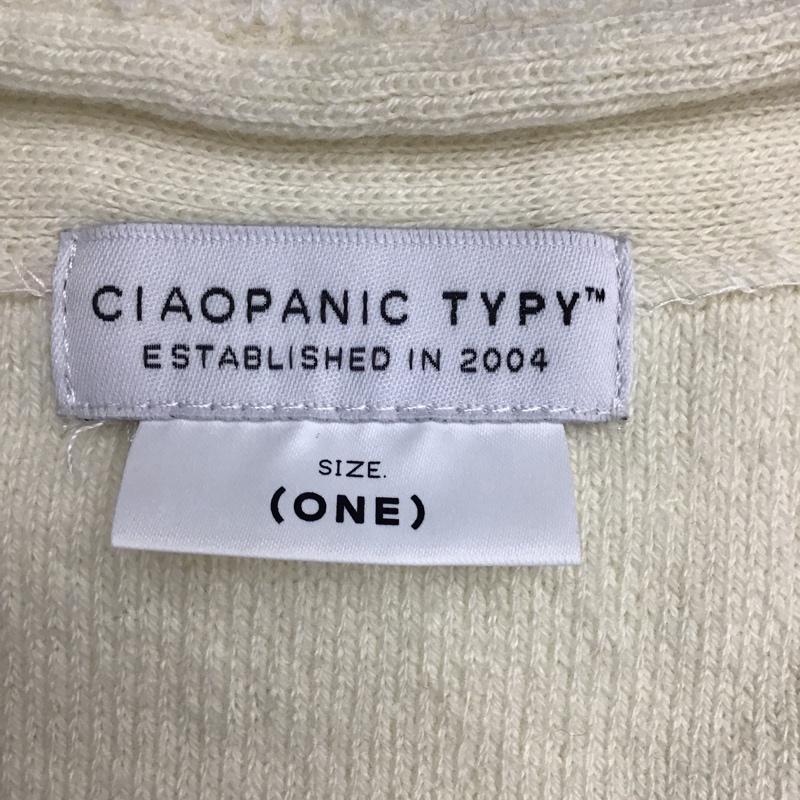 CIAOPANIC TYPY™
ESTABLISHED IN 2004
SIZE.
(ONE)